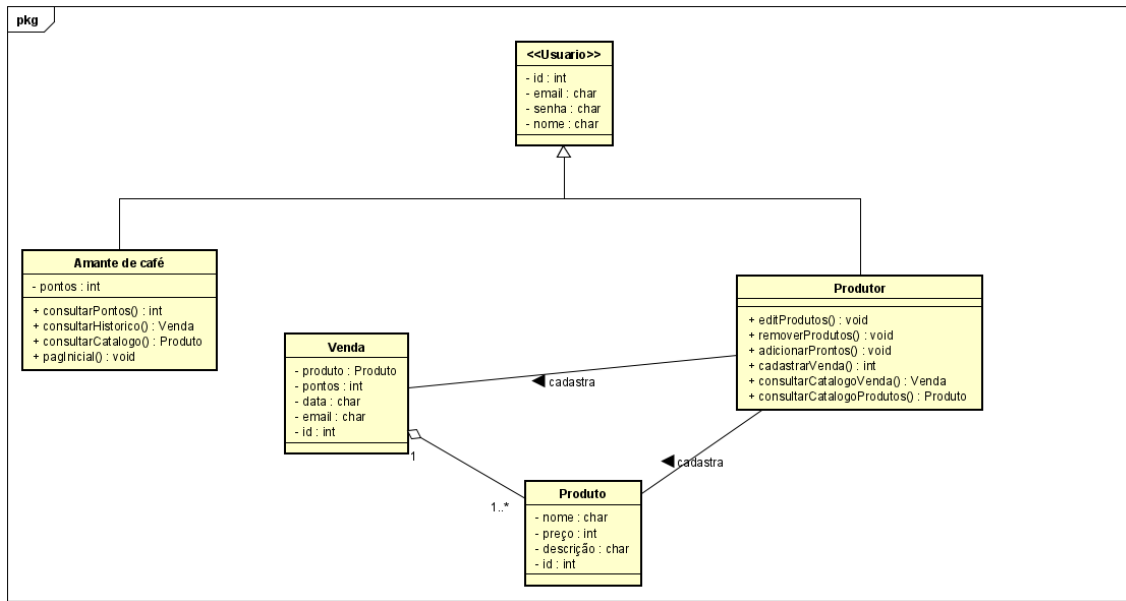 pkg
<<Usuario>>
- id : int
- email : char
- senha : char
- nome : char
Amante de café
- pontos : int
+ consultarPontos() : int
+ consultarHistorico() : Venda
+ consultarCatalogo() : Produto
+ pagInicial() : void
Produtor
+ editProdutos() : void
+ removerProdutos() : void
+ adicionarProntos() : void
+ cadastrarVenda() : int
+ consultarCatalogoVenda() : Venda
+ consultarCatalogoProdutos() : Produto
Venda
- produto : Produto
- pontos : int
- data : char
- email : char
- id : int
cadastra
1
cadastra
1..*
Produto
- nome : char
- preço : int
- descrição : char
- id : int